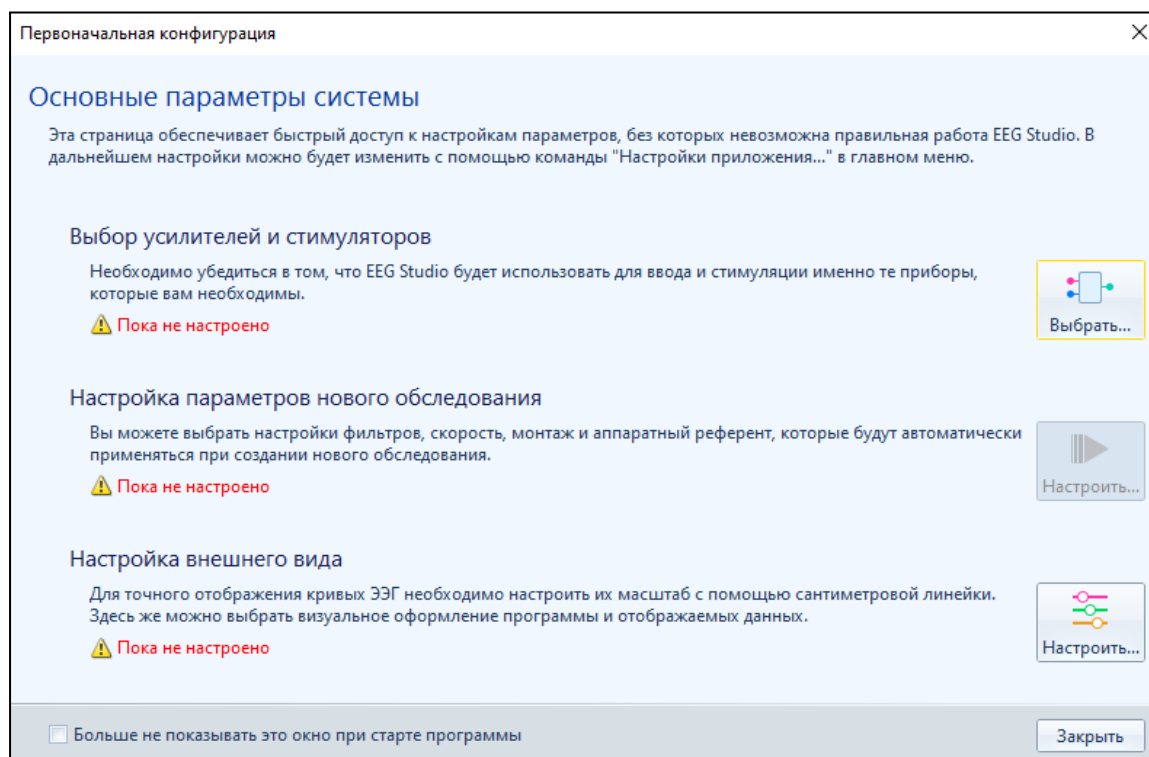 Первоначальная конфигурация
Основные параметры системы
Эта страница обеспечивает быстрый доступ к настройкам параметров, без которых невозможна правильная работа EEG Studio. В
дальнейшем настройки можно будет изменить с помощью команды "Настройки приложения..." в главном меню.
Выбор усилителей и стимуляторов
Необходимо убедиться в том, что EEG Studio будет использовать для ввода и стимуляции именно те приборы,
которые вам необходимы.
Пока не настроено
Выбрать...
Настройка параметров нового обследования
Вы можете выбрать настройки фильтров, скорость, монтаж и аппаратный референт, которые будут автоматически
применяться при создании нового обследования.
Пока не настроено
Настроить...
Настройка внешнего вида
Для точного отображения кривых ЭЭГ необходимо настроить их масштаб с помощью сантиметровой линейки.
Здесь же можно выбрать визуальное оформление программы и отображаемых данных.
Пока не настроено
Настроить...
Больше не показывать это окно при старте программы
Закрыть